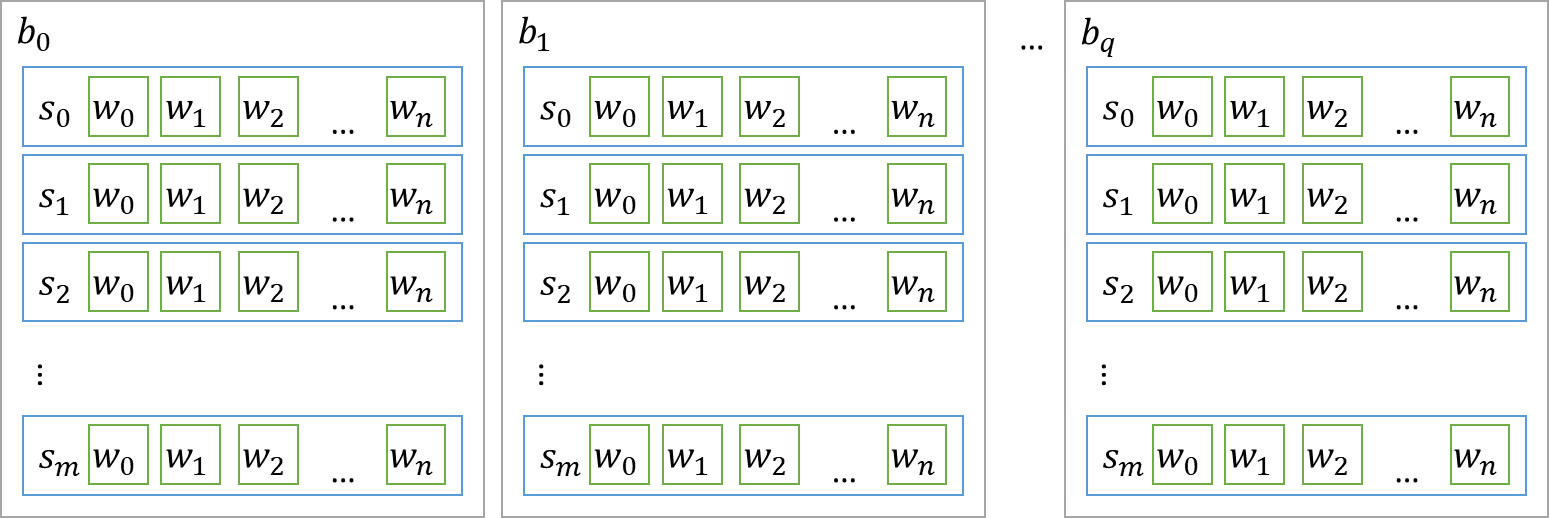 b₀ b₁ … b_q
s₀ w₀ w₁ w₂ … wₙ s₀ w₀ w₁ w₂ … wₙ s₀ w₀ w₁ w₂ … wₙ
s₁ w₀ w₁ w₂ … wₙ s₁ w₀ w₁ w₂ … wₙ s₁ w₀ w₁ w₂ … wₙ
s₂ w₀ w₁ w₂ … wₙ s₂ w₀ w₁ w₂ … wₙ s₂ w₀ w₁ w₂ … wₙ
⋮ ⋮ ⋮
sₘ w₀ w₁ w₂ … wₙ sₘ w₀ w₁ w₂ … wₙ sₘ w₀ w₁ w₂ … wₙ